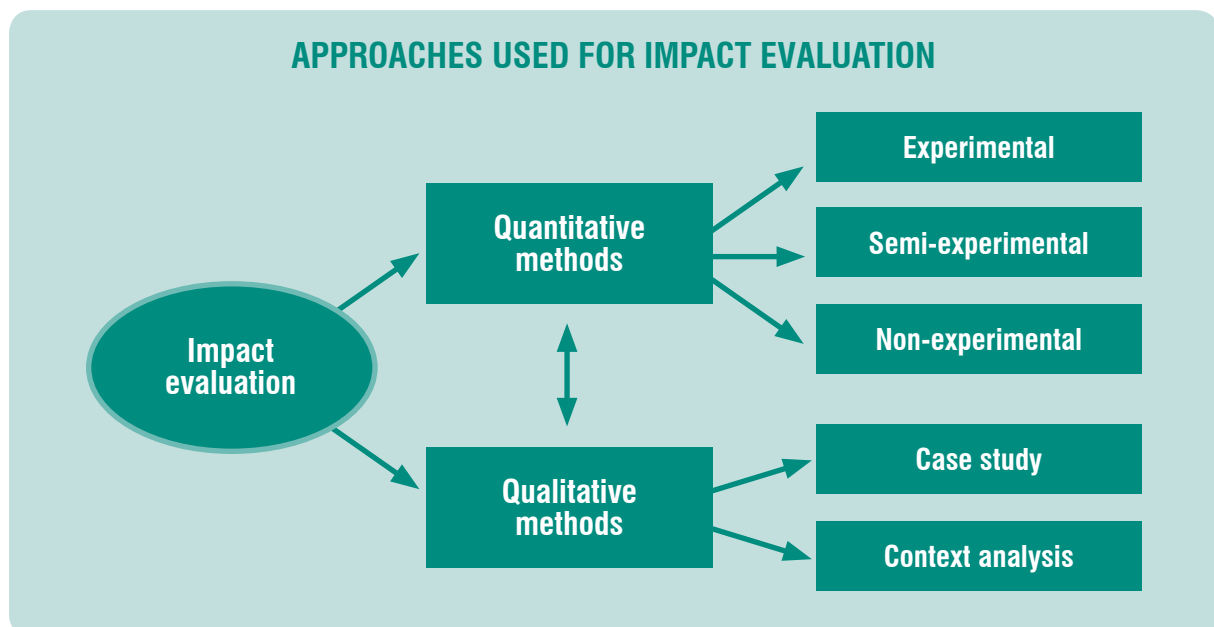 APPROACHES USED FOR IMPACT EVALUATION
Impact
evaluation
Quantitative
methods
Experimental
Semi-experimental
Non-experimental
Qualitative
methods
Case study
Context analysis